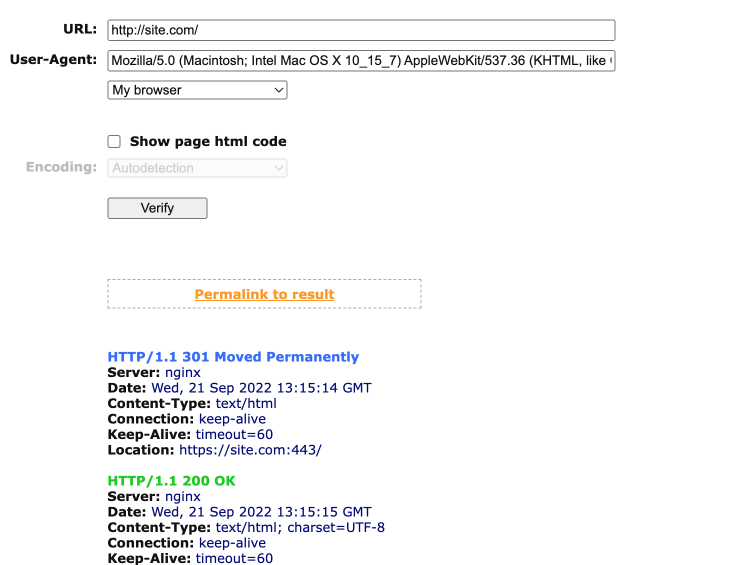 URL: http://site.com/
User-Agent: Mozilla/5.0 (Macintosh; Intel Mac OS X 10_15_7) AppleWebKit/537.36 (KHTML, like
My browser
Show page html code
Encoding: Autodetection
Verify
Permalink to result
HTTP/1.1 301 Moved Permanently
Server: nginx
Date: Wed, 21 Sep 2022 13:15:14 GMT
Content-Type: text/html
Connection: keep-alive
Keep-Alive: timeout=60
Location: https://site.com:443/
HTTP/1.1 200 OK
Server: nginx
Date: Wed, 21 Sep 2022 13:15:15 GMT
Content-Type: text/html; charset=UTF-8
Connection: keep-alive
Keep-Alive: timeout=60